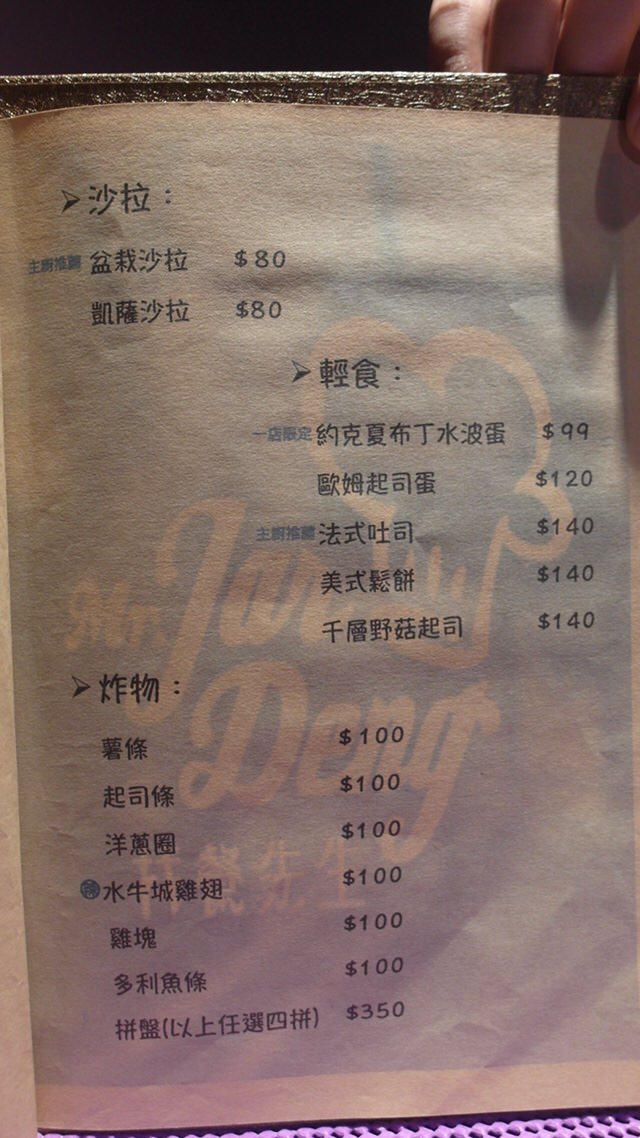 ➢沙拉：
主廚推薦 盆栽沙拉 $80
凱薩沙拉 $80
➢輕食：
一店限定 約克夏布丁水波蛋 $99
歐姆起司蛋 $120
主廚推薦 法式吐司 $140
美式鬆餅 $140
千層野菇起司 $140
➢炸物：
薯條 $100
起司條 $100
洋蔥圈 $100
辣 水牛城雞翅 $100
雞塊 $100
多利魚條 $100
拼盤(以上任選四拼) $350
Deng